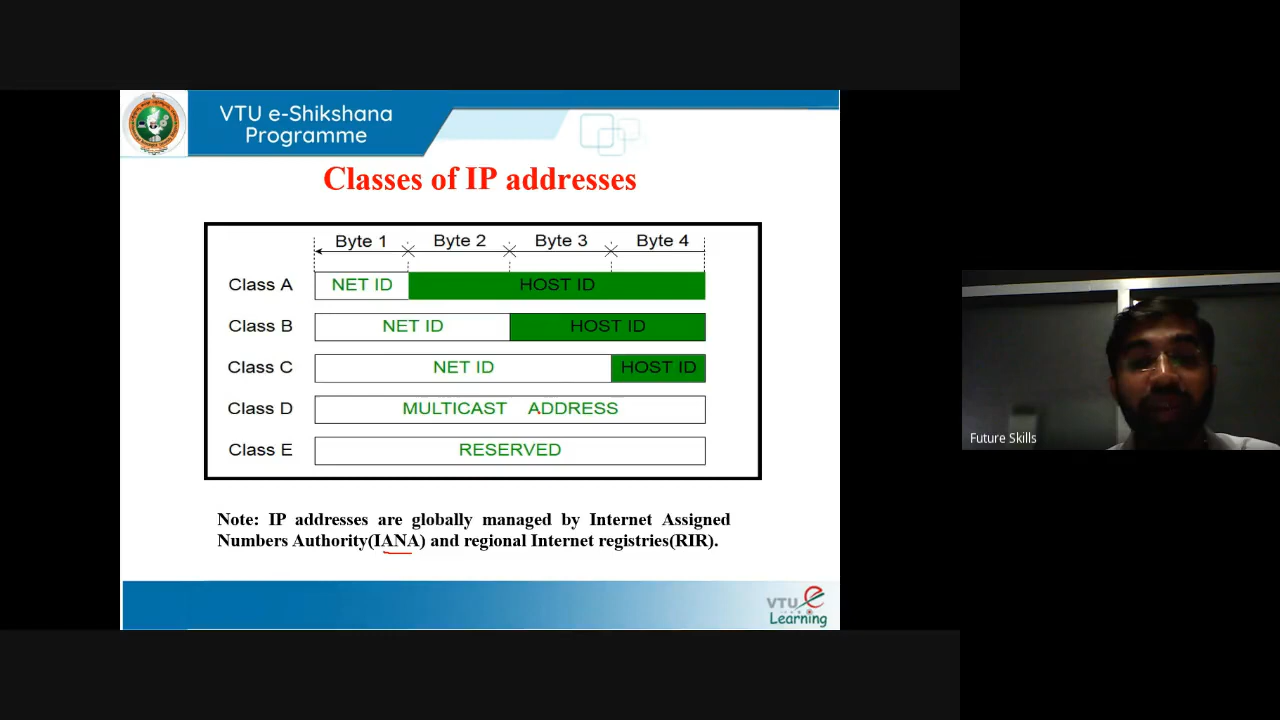 VTU e-Shikshana
Programme
Classes of IP addresses
Byte 1 Byte 2 Byte 3 Byte 4
Class A NET ID HOST ID
Class B NET ID HOST ID
Class C NET ID HOST ID
Class D MULTICAST ADDRESS
Class E RESERVED
Future Skills
Note: IP addresses are globally managed by Internet Assigned
Numbers Authority(IANA) and regional Internet registries(RIR).
VTU e
Learning